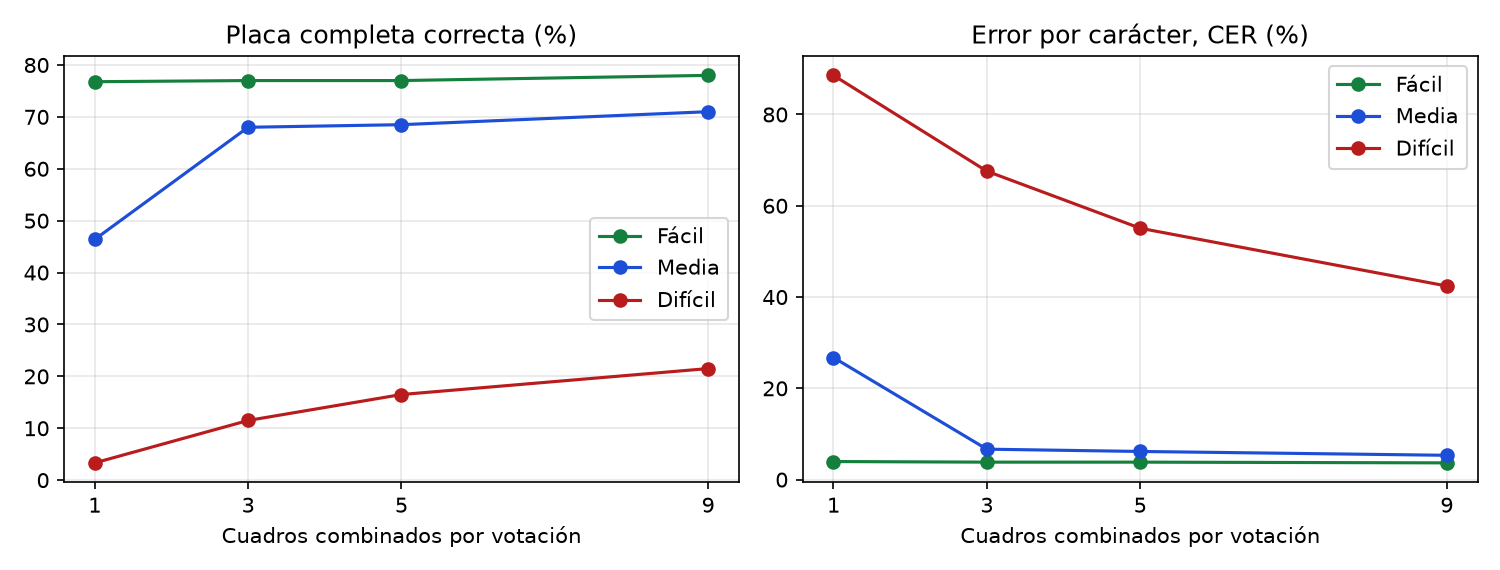 Placa completa correcta (%)
80
70
60
50
40
30
20
10
0
Fácil
Media
Difícil
1 3 5 9
Cuadros combinados por votación
Error por carácter, CER (%)
80
60
40
20
0
Fácil
Media
Difícil
1 3 5 9
Cuadros combinados por votación